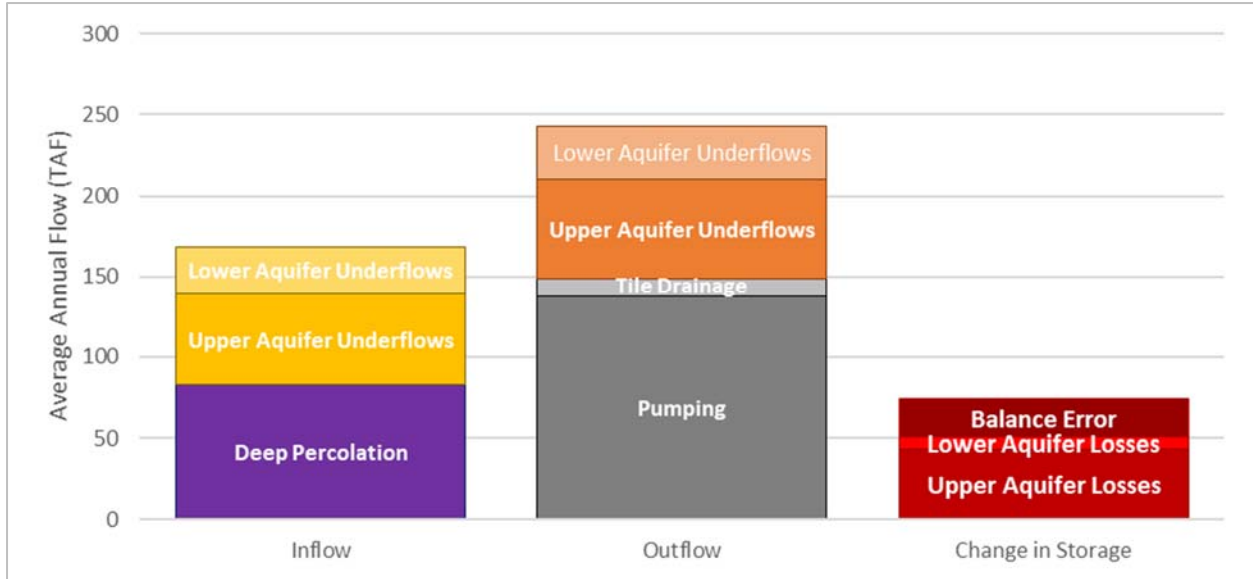 300
250
200
150
100
50
0
Average Annual Flow (TAF)
Lower Aquifer Underflows
Upper Aquifer Underflows
Deep Percolation
Lower Aquifer Underflows
Upper Aquifer Underflows
Tile Drainage
Pumping
Balance Error
Lower Aquifer Losses
Upper Aquifer Losses
Inflow
Outflow
Change in Storage